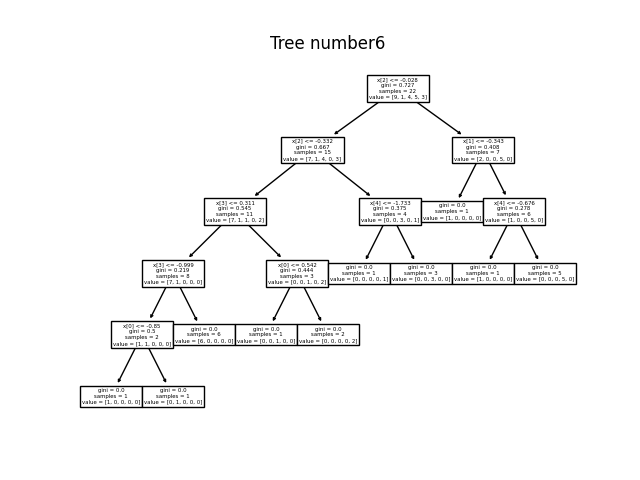 Tree number6
x[2] <= -0.028
gini = 0.727
samples = 22
value = [9, 1, 4, 5, 3]
x[2] <= -0.332
gini = 0.667
samples = 15
value = [7, 1, 4, 0, 3]
x[1] <= -0.343
gini = 0.408
samples = 7
value = [2, 0, 0, 5, 0]
x[3] <= 0.311
gini = 0.545
samples = 11
value = [7, 1, 1, 0, 2]
x[4] <= -1.733
gini = 0.375
samples = 4
value = [0, 0, 3, 0, 1]
gini = 0.0
samples = 1
value = [1, 0, 0, 0, 0]
x[4] <= -0.676
gini = 0.278
samples = 6
value = [1, 0, 0, 5, 0]
x[3] <= -0.999
gini = 0.219
samples = 8
value = [7, 1, 0, 0, 0]
x[0] <= 0.542
gini = 0.444
samples = 3
value = [0, 0, 1, 0, 2]
gini = 0.0
samples = 1
value = [0, 0, 0, 0, 1]
gini = 0.0
samples = 3
value = [0, 0, 3, 0, 0]
gini = 0.0
samples = 1
value = [1, 0, 0, 0, 0]
gini = 0.0
samples = 5
value = [0, 0, 0, 5, 0]
x[0] <= -0.85
gini = 0.5
samples = 2
value = [1, 1, 0, 0, 0]
gini = 0.0
samples = 6
value = [6, 0, 0, 0, 0]
gini = 0.0
samples = 1
value = [0, 0, 1, 0, 0]
gini = 0.0
samples = 2
value = [0, 0, 0, 0, 2]
gini = 0.0
samples = 1
value = [1, 0, 0, 0, 0]
gini = 0.0
samples = 1
value = [0, 1, 0, 0, 0]